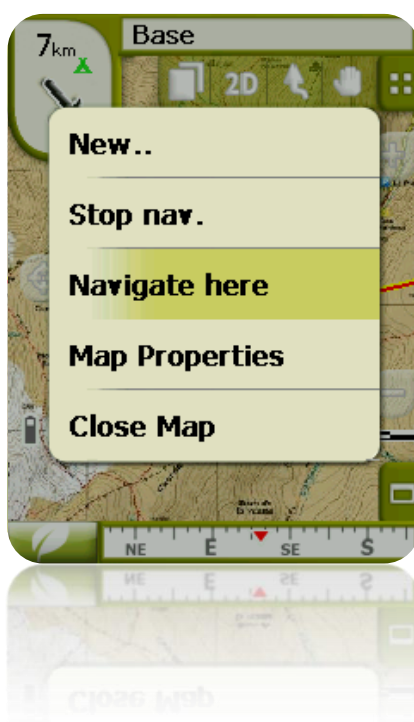 7km
Base
2D
New..
Stop nav.
Navigate here
Map Properties
Close Map
NE E SE S